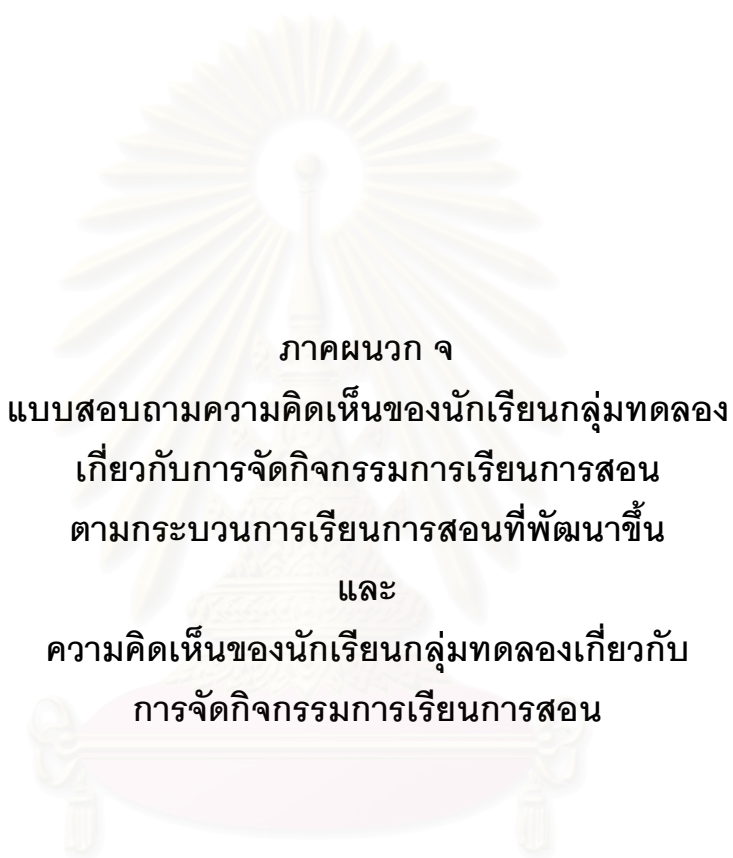 ภาคผนวก จ
แบบสอบถามความคิดเห็นของนักเรียนกลุ่มทดลอง
เกี่ยวกับการจัดกิจกรรมการเรียนการสอน
ตามกระบวนการเรียนการสอนที่พัฒนาขึ้น
และ
ความคิดเห็นของนักเรียนกลุ่มทดลองเกี่ยวกับ
การจัดกิจกรรมการเรียนการสอน